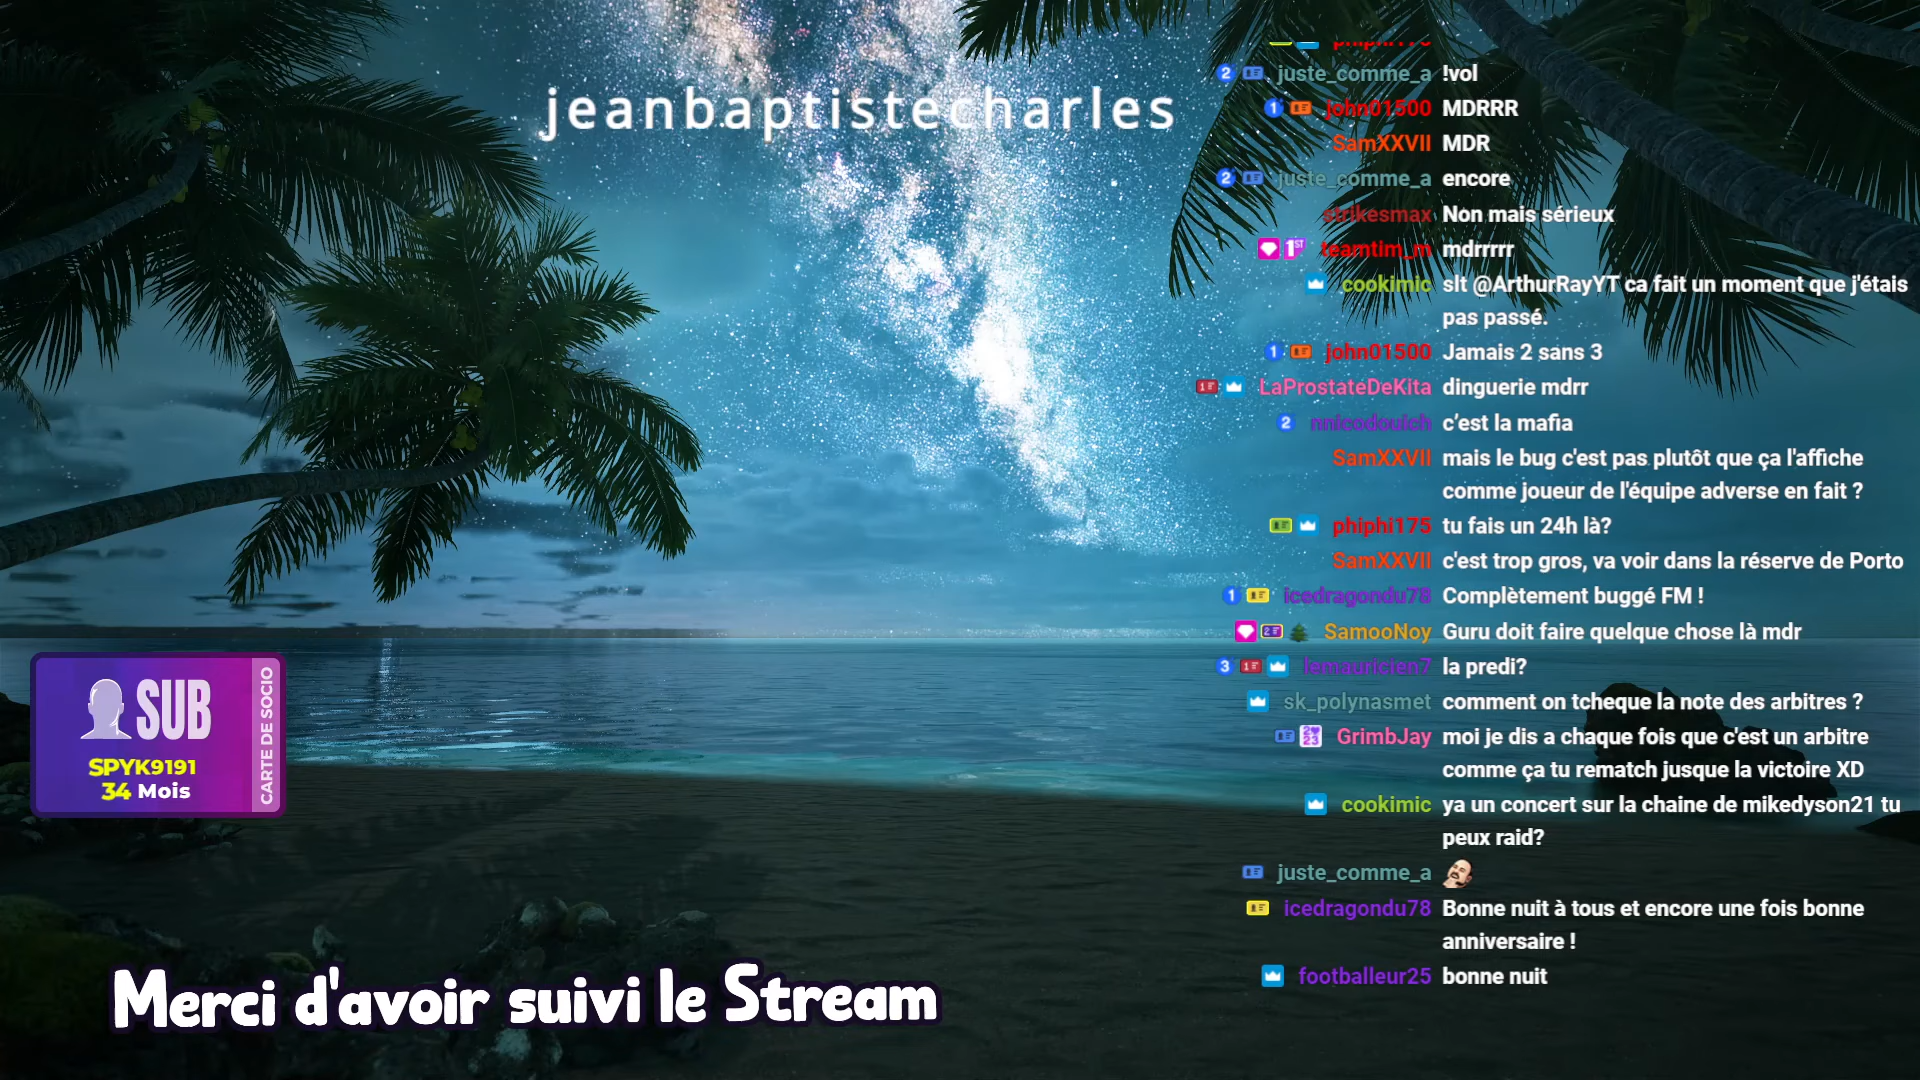 jeanbaptistecharles
juste_comme_a !vol
john01500 MDRRR
SamXXVII MDR
juste_comme_a encore
strikesmax Non mais sérieux
teamtim_m mdrrrrr
cookimic slt @ArthurRayYT ca fait un moment que j'étais
pas passé.
john01500 Jamais 2 sans 3
LaProstateDeKita dinguerie mdrr
nnicodouich c'est la mafia
SamXXVII mais le bug c'est pas plutôt que ça l'affiche
comme joueur de l'équipe adverse en fait ?
phiphi175 tu fais un 24h là?
SamXXVII c'est trop gros, va voir dans la réserve de Porto
icedragondu78 Complètement buggé FM !
SamooNoy Guru doit faire quelque chose là mdr
lemauricien7 la predi?
sk_polynasmet comment on tcheque la note des arbitres ?
GrimbJay moi je dis a chaque fois que c'est un arbitre
comme ça tu rematch jusque la victoire XD
cookimic ya un concert sur la chaine de mikedyson21 tu
peux raid?
juste_comme_a
icedragondu78 Bonne nuit à tous et encore une fois bonne
anniversaire !
footballeur25 bonne nuit
SUB
SPYK9191
34 Mois
CARTE DE SOCIO
Merci d'avoir suivi le Stream